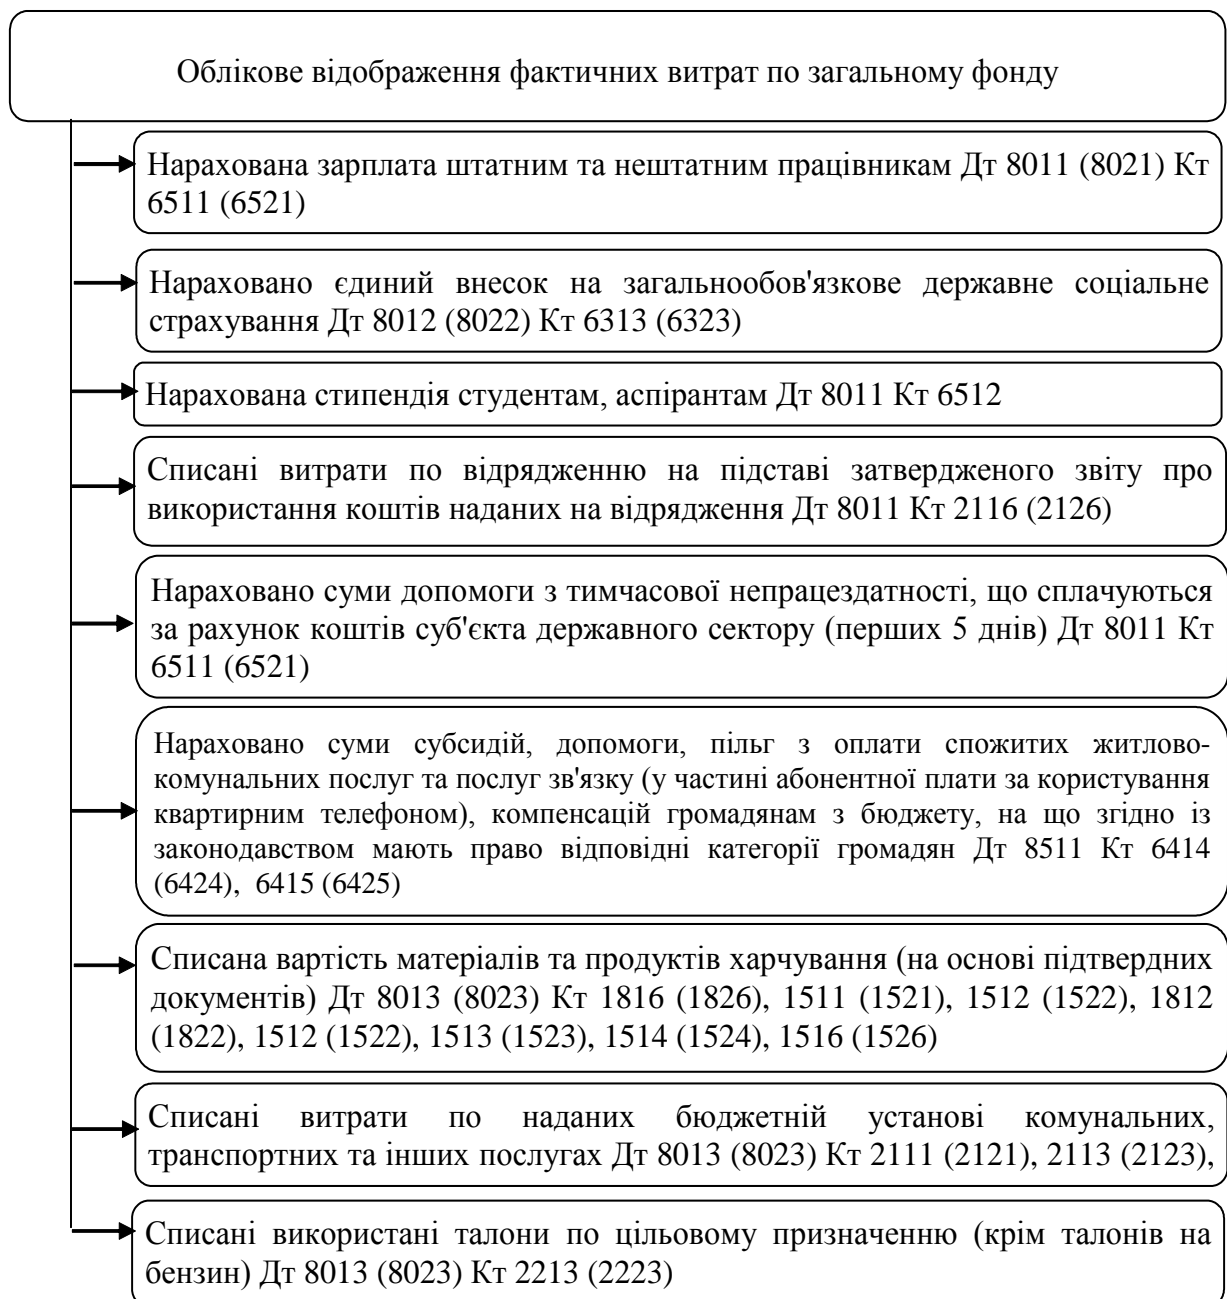 Облікове відображення фактичних витрат по загальному фонду
Нарахована зарплата штатним та нештатним працівникам Дт 8011 (8021) Кт
6511 (6521)
Нараховано єдиний внесок на загальнообов'язкове державне соціальне
страхування Дт 8012 (8022) Кт 6313 (6323)
Нарахована стипендія студентам, аспірантам Дт 8011 Кт 6512
Списані витрати по відрядженню на підставі затвердженого звіту про
використання коштів наданих на відрядження Дт 8011 Кт 2116 (2126)
Нараховано суми допомоги з тимчасової непрацездатності, що сплачуються
за рахунок коштів суб'єкта державного сектору (перших 5 днів) Дт 8011 Кт
6511 (6521)
Нараховано суми субсидій, допомоги, пільг з оплати спожитих житлово-
комунальних послуг та послуг зв'язку (у частині абонентної плати за користування
квартирним телефоном), компенсацій громадянам з бюджету, на що згідно із
законодавством мають право відповідні категорії громадян Дт 8511 Кт 6414
(6424), 6415 (6425)
Списана вартість матеріалів та продуктів харчування (на основі підтвердних
документів) Дт 8013 (8023) Кт 1816 (1826), 1511 (1521), 1512 (1522), 1812
(1822), 1512 (1522), 1513 (1523), 1514 (1524), 1516 (1526)
Списані витрати по наданих бюджетній установі комунальних,
транспортних та інших послугах Дт 8013 (8023) Кт 2111 (2121), 2113 (2123),
Списані використані талони по цільовому призначенню (крім талонів на
бензин) Дт 8013 (8023) Кт 2213 (2223)